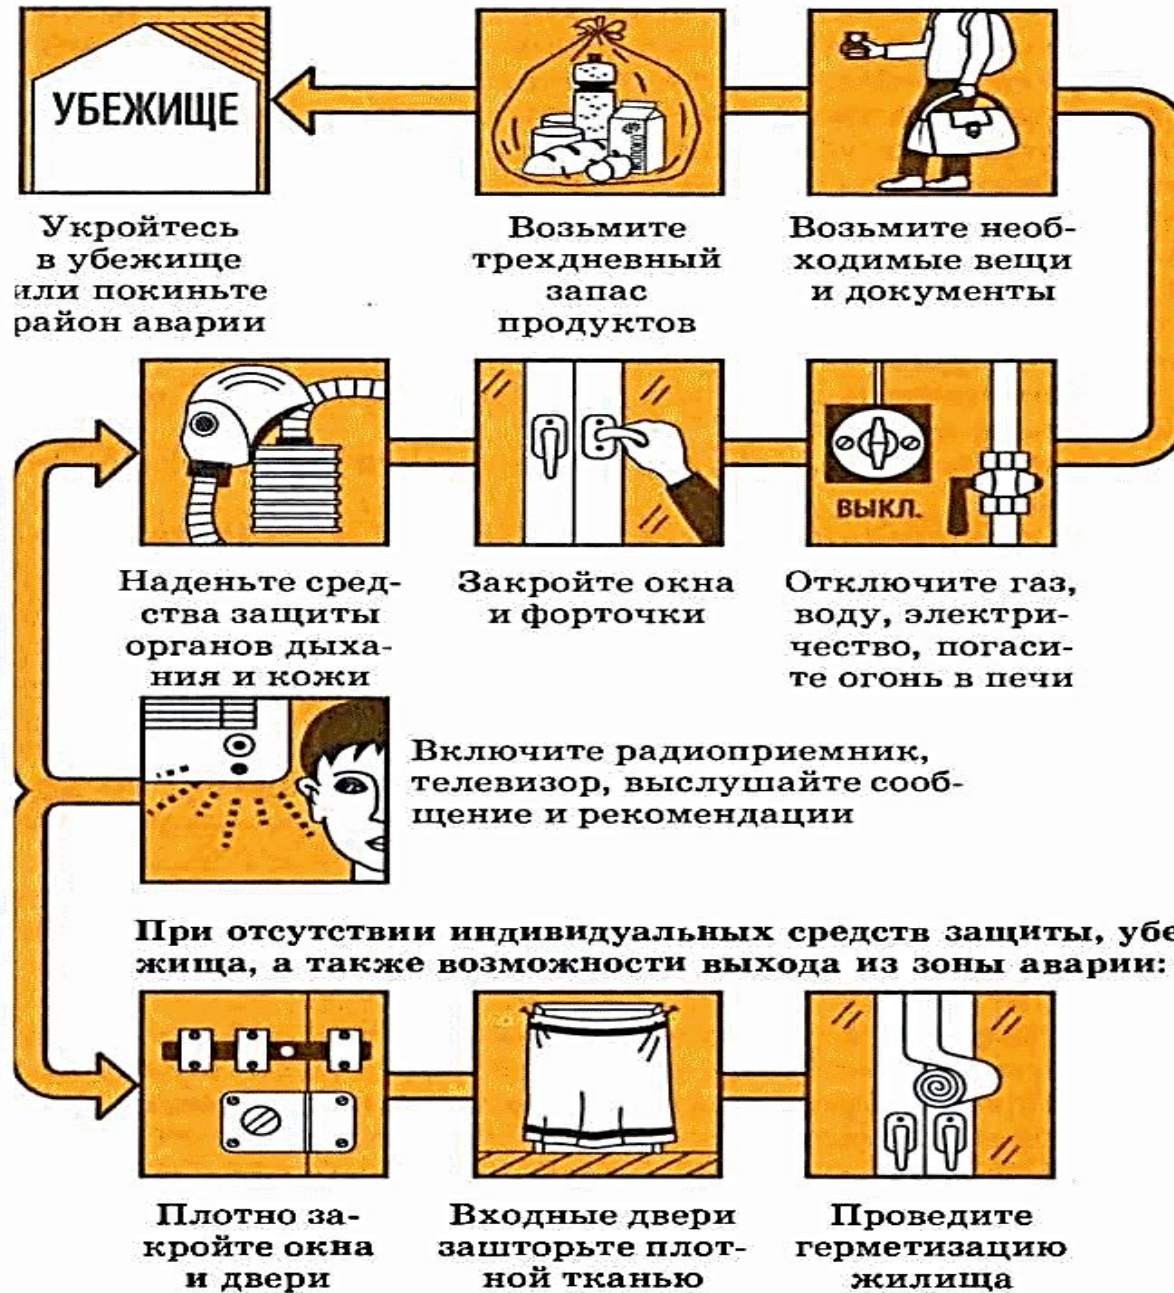 УБЕЖИЩЕ
Укройтесь
в убежище
или покиньте
район аварии
МОЛОКО
Возьмите
трехдневный
запас
продуктов
Возьмите необ-
ходимые вещи
и документы
Наденьте сред-
ства защиты
органов дыха-
ния и кожи
Закройте окна
и форточки
ВЫКЛ.
Отключите газ,
воду, электри-
чество, погаси-
те огонь в печи
Включите радиоприемник,
телевизор, выслушайте сооб-
щение и рекомендации
При отсутствии индивидуальных средств защиты, убе
жища, а также возможности выхода из зоны аварии:
Плотно за-
кройте окна
и двери
Входные двери
зашторьте плот-
ной тканью
Проведите
герметизацию
жилища